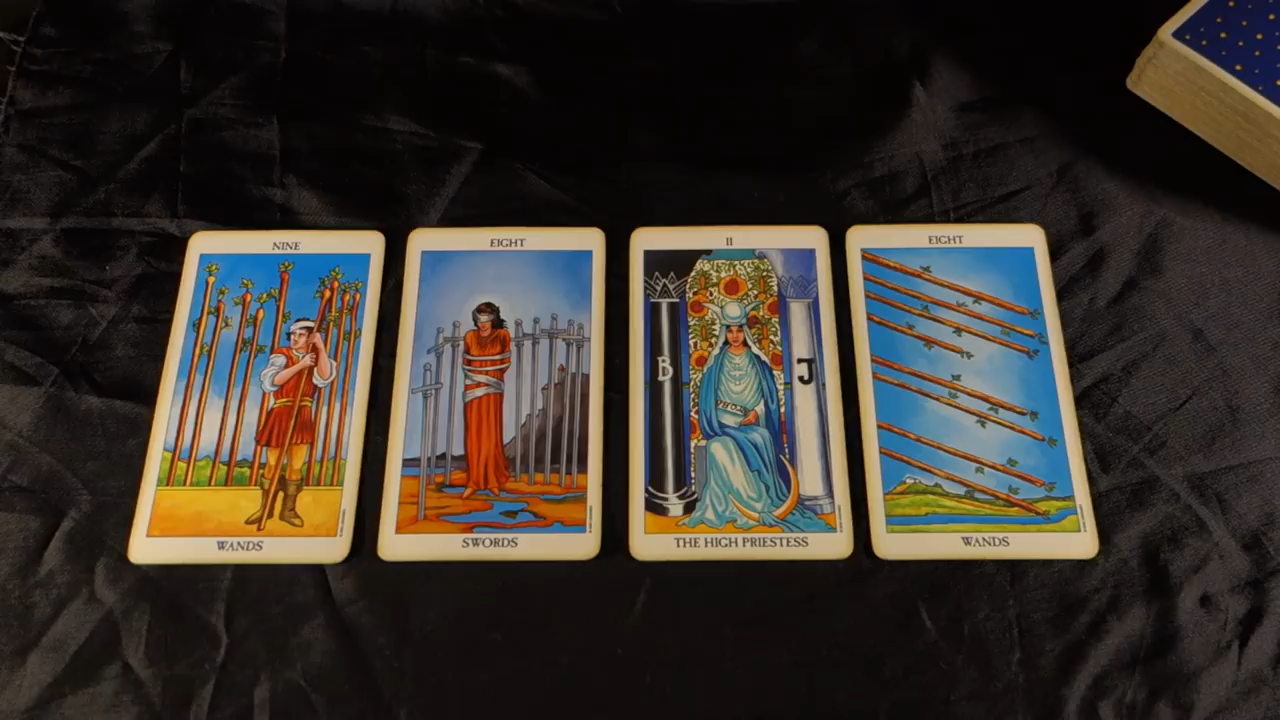 NINE
WANDS
EIGHT
SWORDS
II
B
J
THE HIGH PRIESTESS
EIGHT
WANDS